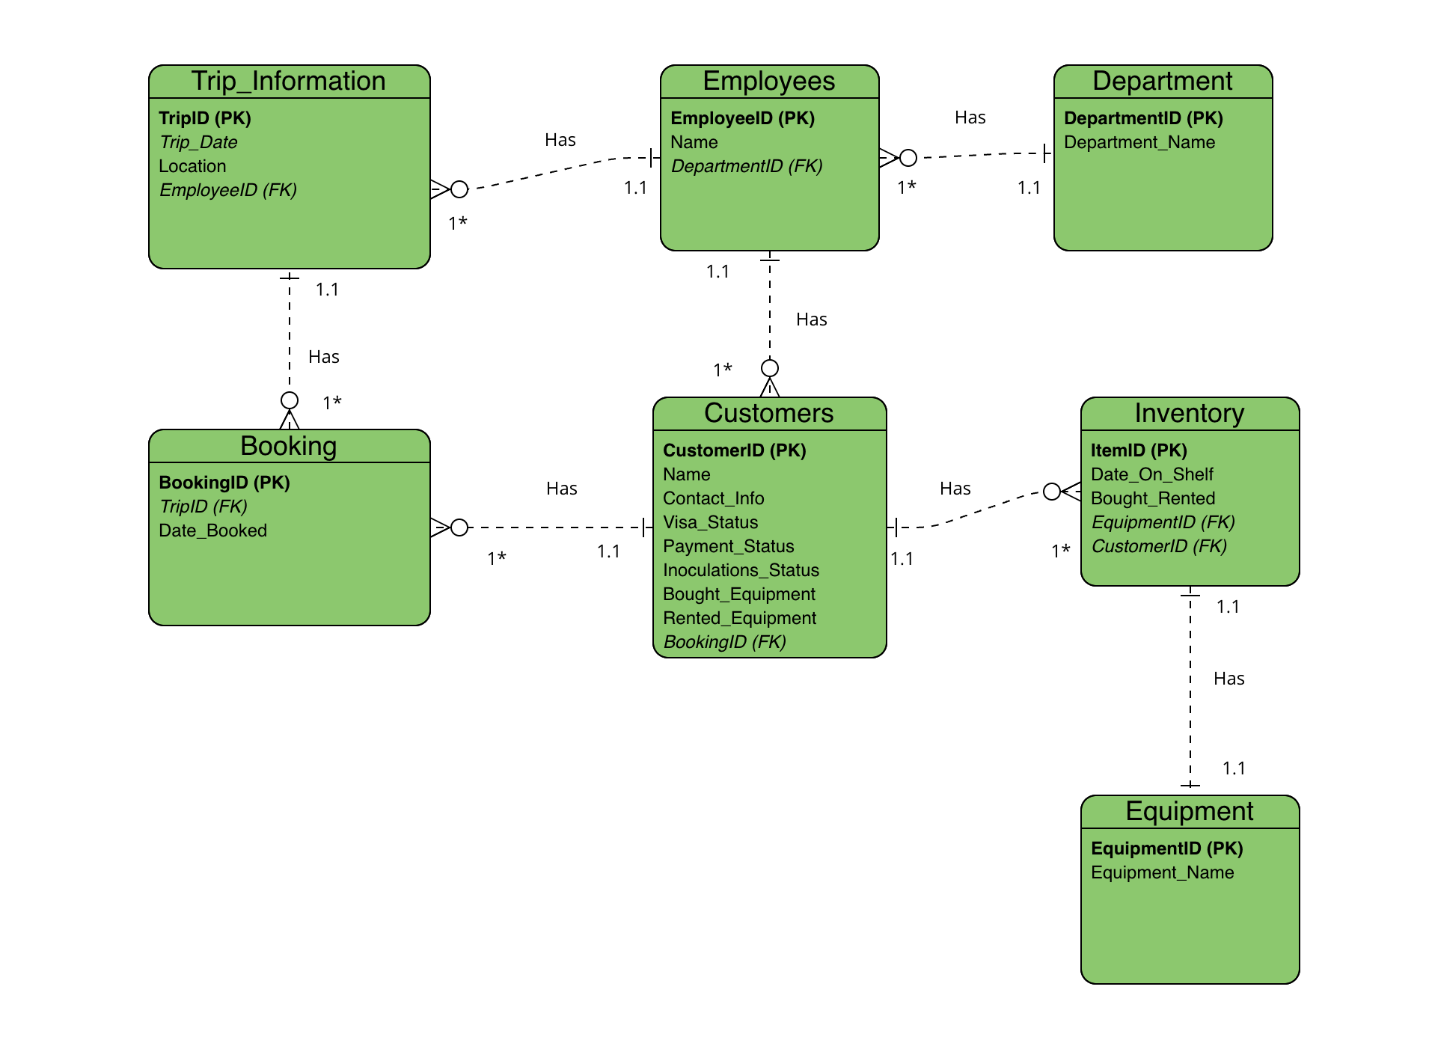 Trip_Information
TripID (PK)
Trip_Date
Location
EmployeeID (FK)
Has
1.1
1*
Employees
EmployeeID (PK)
Name
DepartmentID (FK)
Has
1*
1.1
Department
DepartmentID (PK)
Department_Name
1.1
Has
1*
1.1
Has
1*
Booking
BookingID (PK)
TripID (FK)
Date_Booked
Has
1*
1.1
Customers
CustomerID (PK)
Name
Contact_Info
Visa_Status
Payment_Status
Inoculations_Status
Bought_Equipment
Rented_Equipment
BookingID (FK)
Has
1.1
1*
Inventory
ItemID (PK)
Date_On_Shelf
Bought_Rented
EquipmentID (FK)
CustomerID (FK)
1.1
Has
1.1
Equipment
EquipmentID (PK)
Equipment_Name